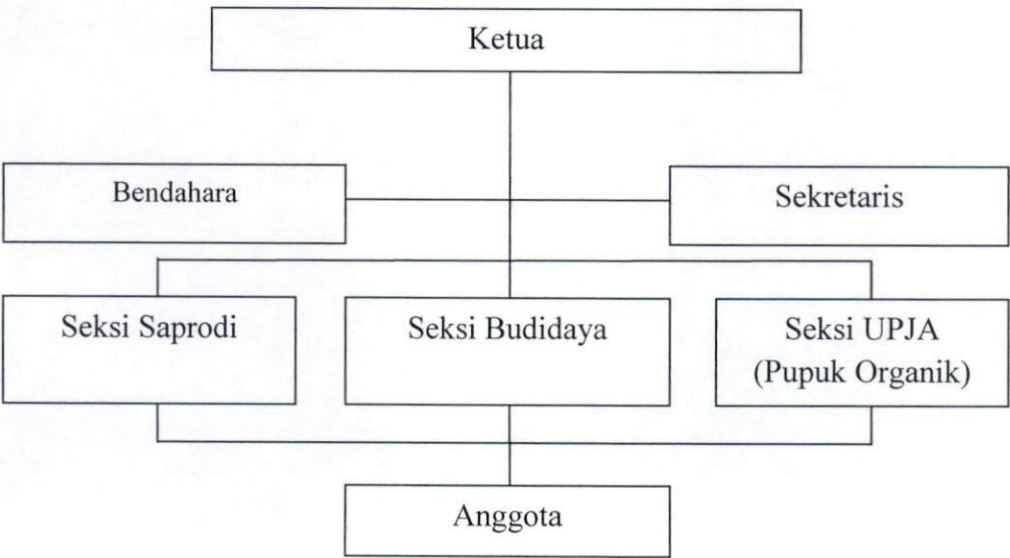 Ketua
Bendahara
Sekretaris
Seksi Saprodi
Seksi Budidaya
Seksi UPJA
(Pupuk Organik)
Anggota